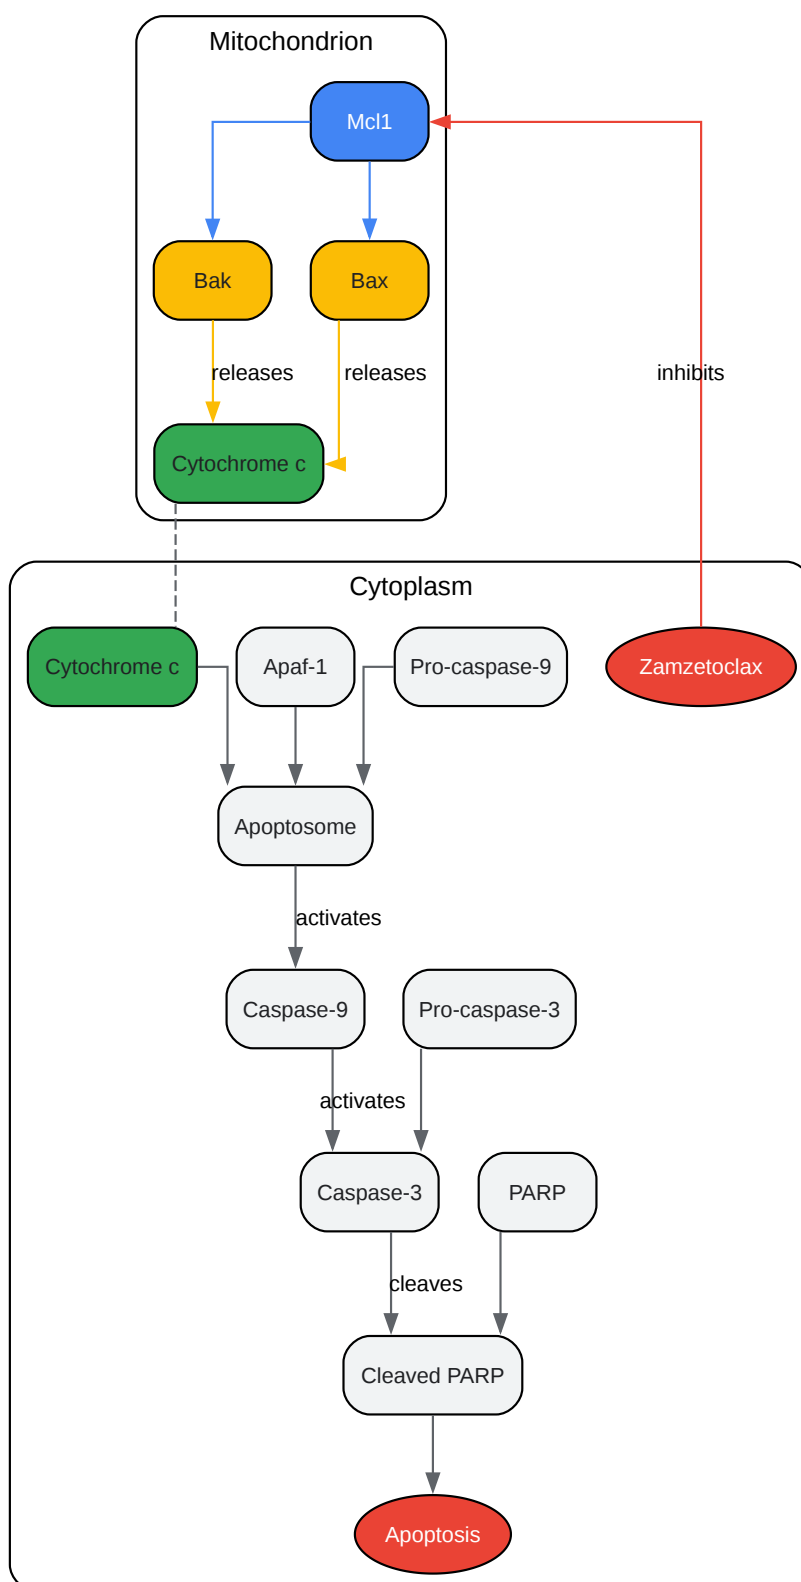 Mitochondrion
Mcl1
Bak
Bax
releases
releases
inhibits
Cytochrome c
Cytoplasm
Cytochrome c
Apaf-1
Pro-caspase-9
Zamzetoclax
Apoptosome
activates
Caspase-9
Pro-caspase-3
activates
Caspase-3
PARP
cleaves
Cleaved PARP
Apoptosis